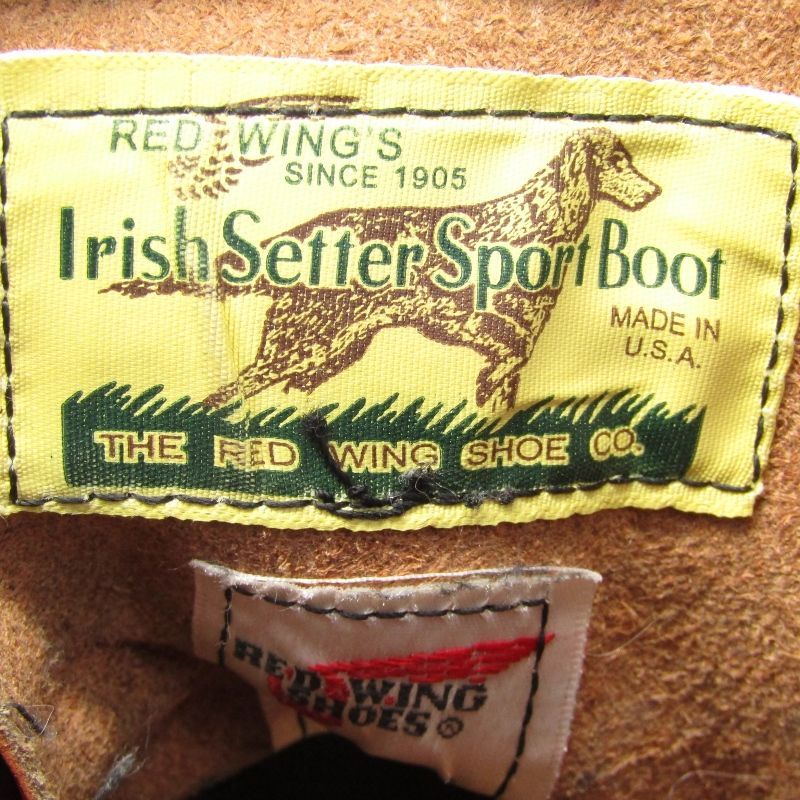 RED WING'S
SINCE 1905
Irish Setter Sport Boot
MADE IN
U.S.A.
THE RED WING SHOE CO.
RED WING
SHOES®